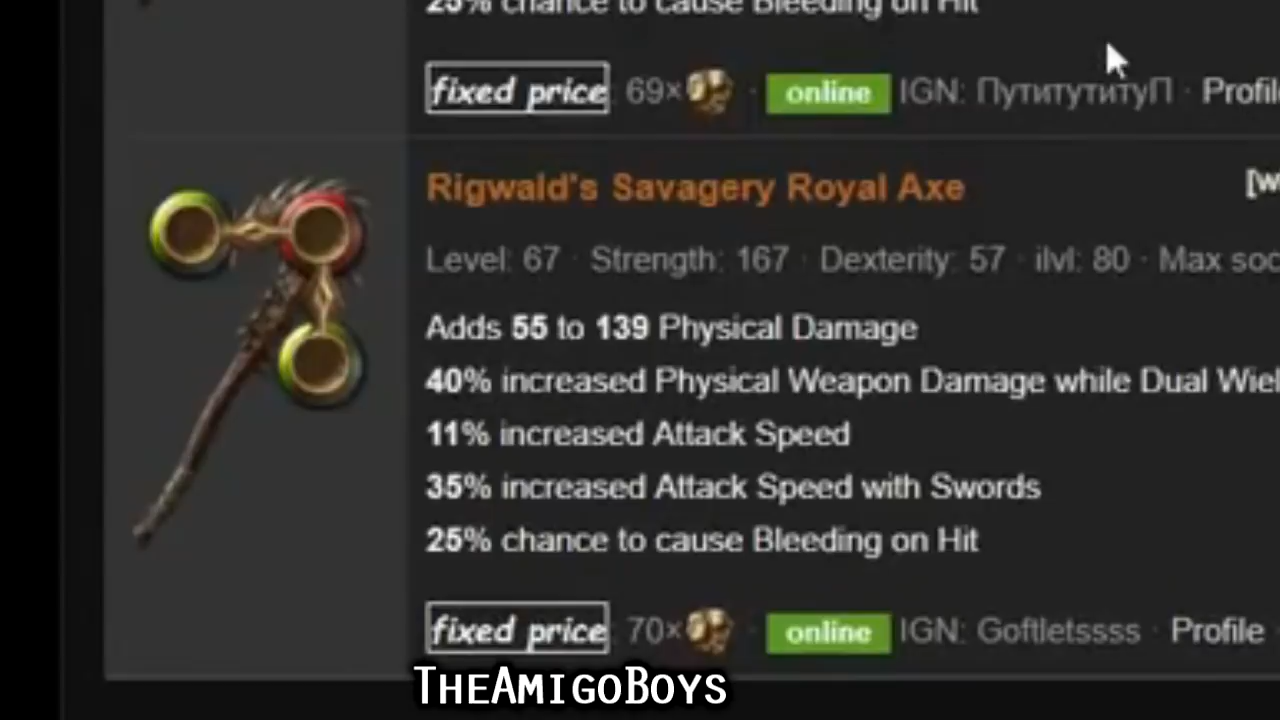 25% chance to cause Bleeding on Hit
fixed price 69× · online IGN: ПутитутитуП · Profile
Rigwald's Savagery Royal Axe [w
Level: 67 · Strength: 167 · Dexterity: 57 · ilvl: 80 · Max soc
Adds 55 to 139 Physical Damage
40% increased Physical Weapon Damage while Dual Wiel
11% increased Attack Speed
35% increased Attack Speed with Swords
25% chance to cause Bleeding on Hit
fixed price 70× · online IGN: Goftletssss · Profile
TheAmigoBoys